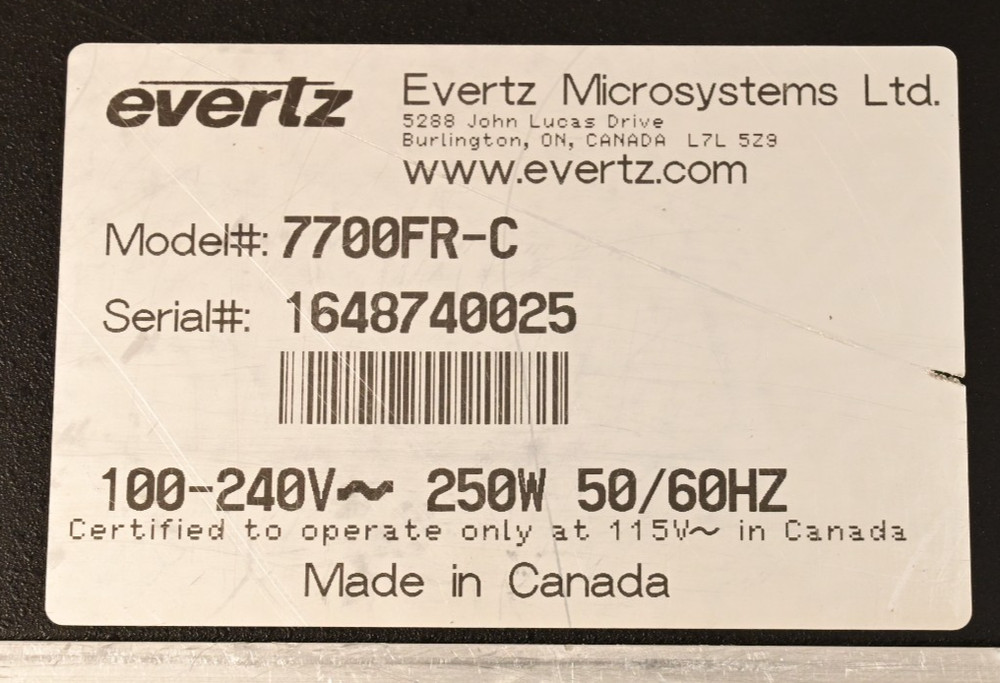 evertz
Evertz Microsystems Ltd.
5288 John Lucas Drive
Burlington, ON, CANADA L7L 5Z9
www.evertz.com
Model#: 7700FR-C
Serial#: 1648740025
100-240V~ 250W 50/60HZ
Certified to operate only at 115V~ in Canada
Made in Canada